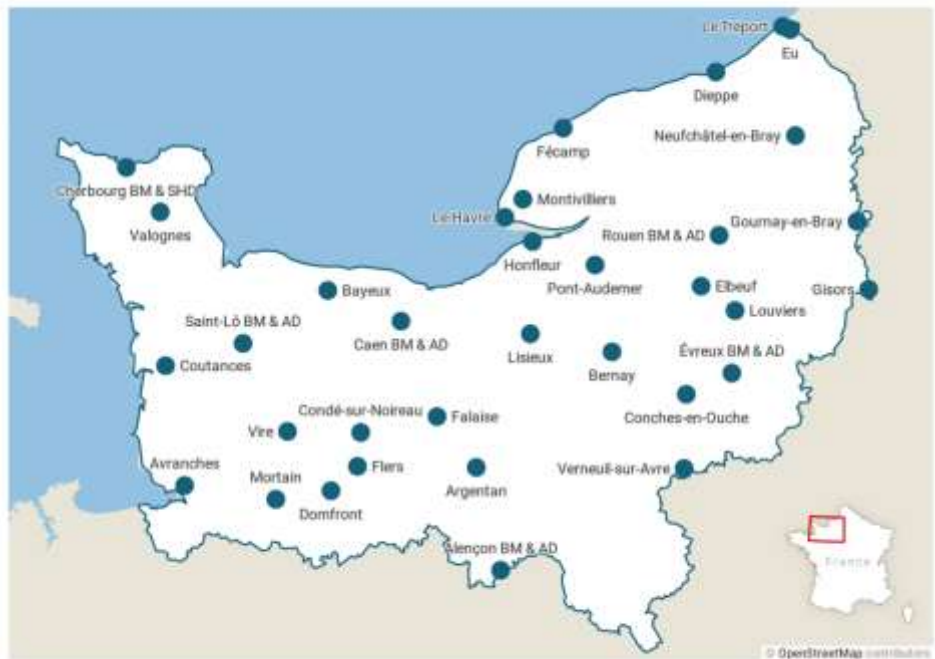 Le Tréport
Eu
Dieppe
Neufchâtel-en-Bray
Fécamp
Cherbourg BM & SHD
Montivilliers
Le Havre
Valognes
Gournay-en-Bray
Rouen BM & AD
Honfleur
Pont-Audemer
Elbeuf
Gisors
Bayeux
Louviers
Saint-Lô BM & AD
Caen BM & AD
Lisieux
Évreux BM & AD
Coutances
Bernay
Condé-sur-Noireau
Falaise
Conches-en-Ouche
Vire
Avranches
Mortain
Flers
Verneuil-sur-Avre
Argentan
Domfront
Alençon BM & AD
France
© OpenStreetMap contributors